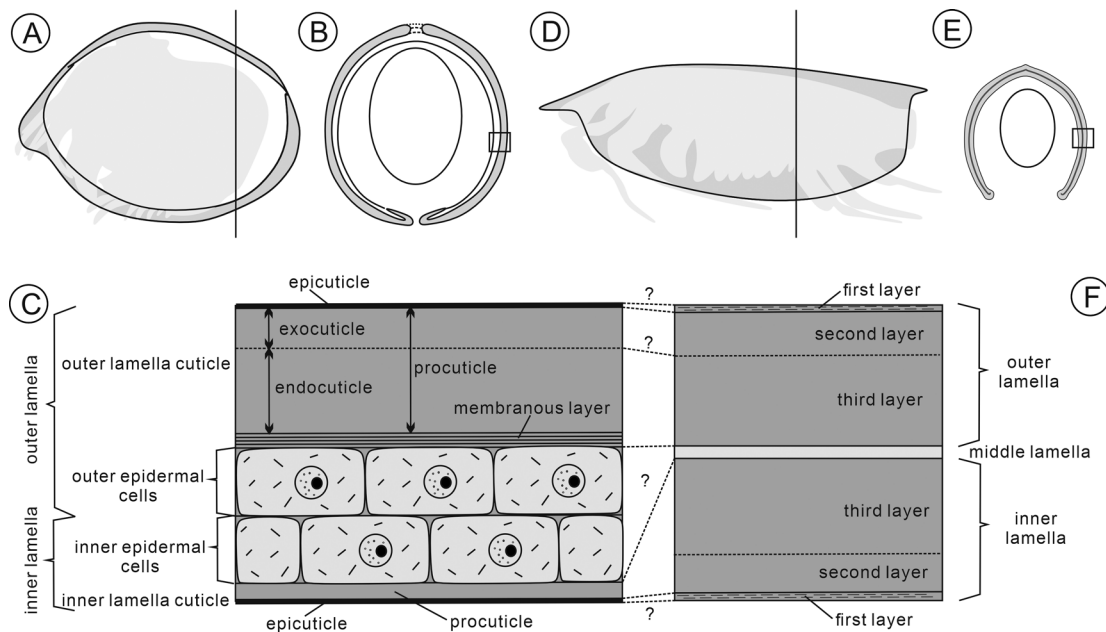 A
B
D
E
C
F
epicuticle
exocuticle
endocuticle
procuticle
membranous layer
outer lamella cuticle
outer lamella
outer epidermal
cells
inner epidermal
cells
inner lamella
inner lamella cuticle
epicuticle
procuticle
?
?
?
?
first layer
second layer
third layer
outer
lamella
middle lamella
third layer
second layer
inner
lamella
first layer